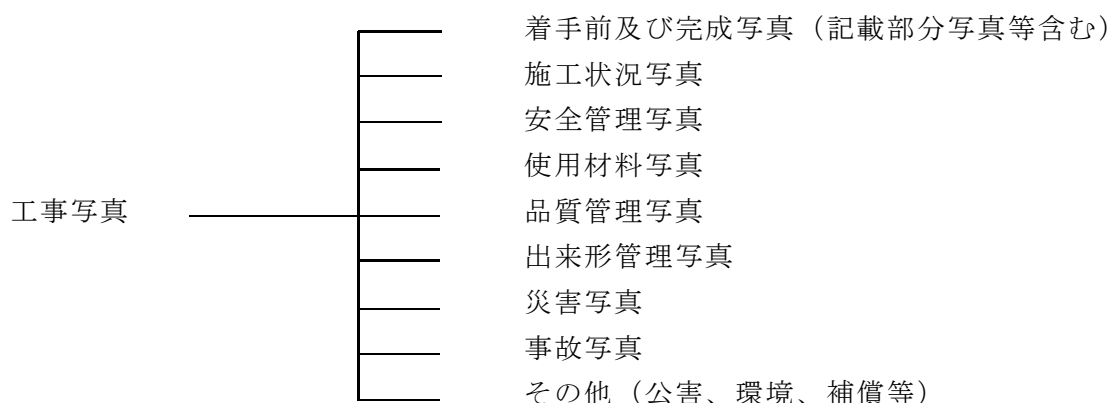 着手前及び完成写真（記載部分写真等含む）
施工状況写真
安全管理写真
使用材料写真
工事写真
品質管理写真
出来形管理写真
災害写真
事故写真
その他（公害、環境、補償等）